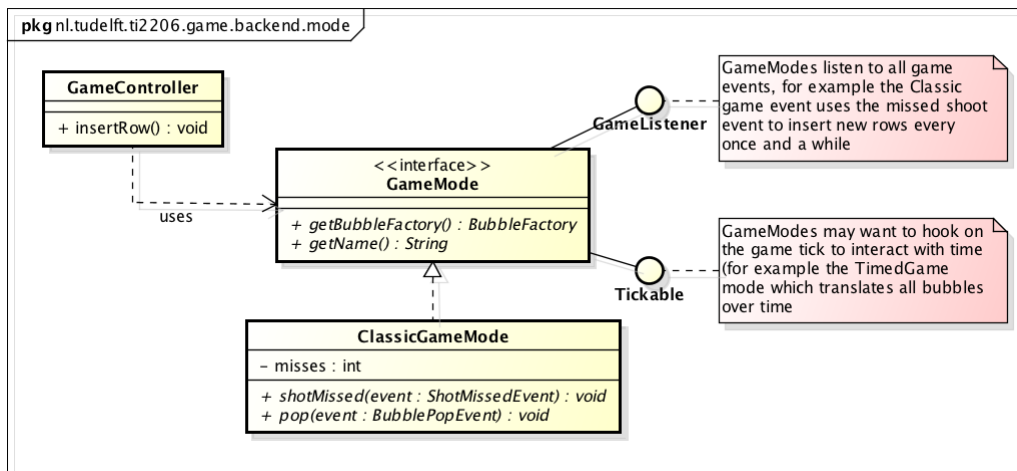 pkg nl.tudelft.ti2206.game.backend.mode
GameController
+ insertRow() : void
uses
<<interface>>
GameMode
+ getBubbleFactory() : BubbleFactory
+ getName() : String
GameListener
GameModes listen to all game
events, for example the Classic
game event uses the missed shoot
event to insert new rows every
once and a while
Tickable
GameModes may want to hook on
the game tick to interact with time
(for example the TimedGame
mode which translates all bubbles
over time
ClassicGameMode
- misses : int
+ shotMissed(event : ShotMissedEvent) : void
+ pop(event : BubblePopEvent) : void